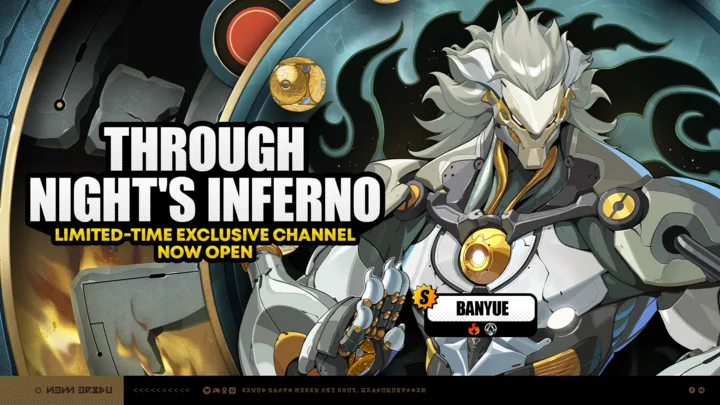 THROUGH
NIGHT'S INFERNO
LIMITED-TIME EXCLUSIVE CHANNEL
NOW OPEN
S
BANYUE